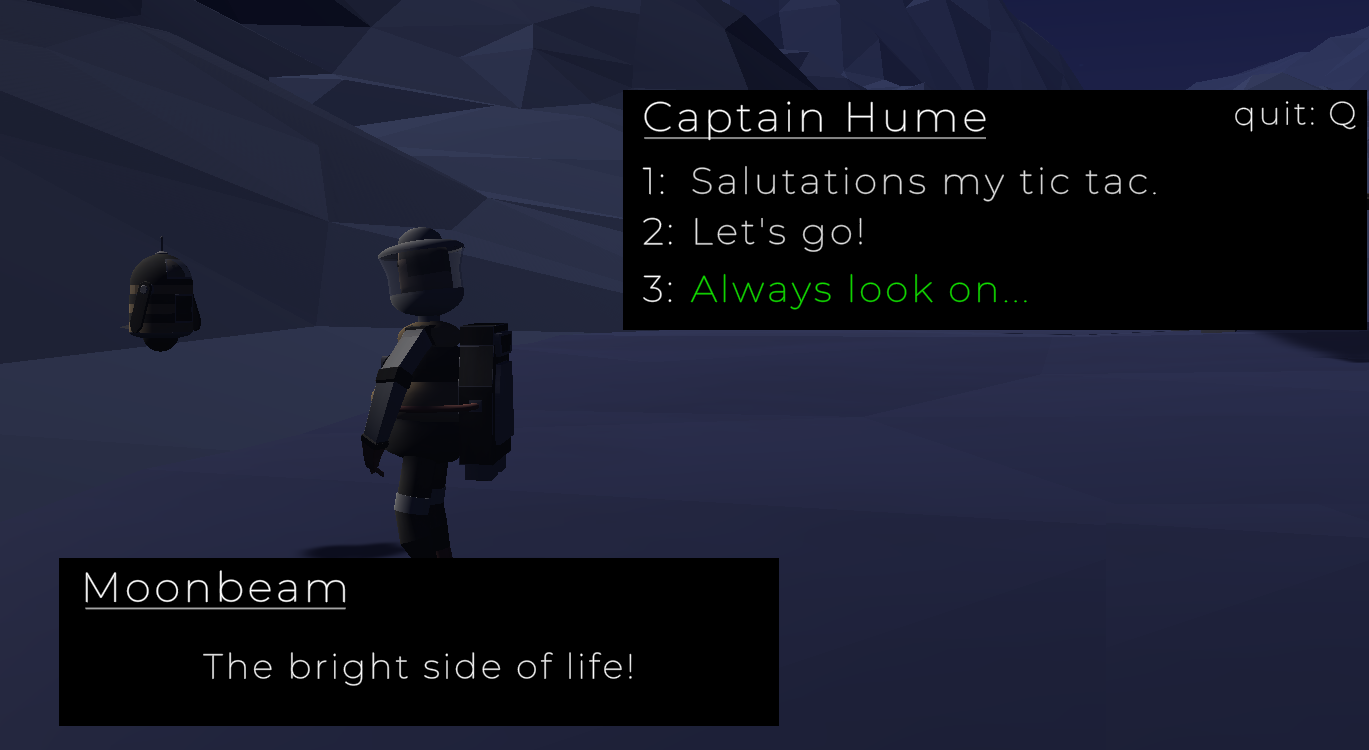 Captain Hume
quit: Q
1: Salutations my tic tac.
2: Let's go!
3: Always look on...
Moonbeam
The bright side of life!